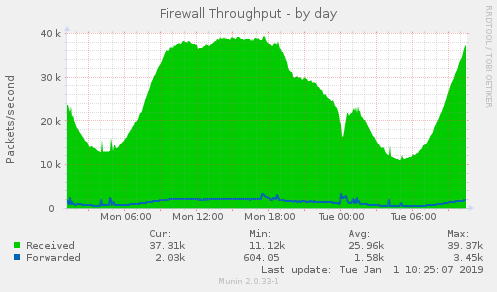 Firewall Throughput - by day
RRDTOOL / TOBI OETIKER
Packets/second
40 k
30 k
20 k
10 k
0
Mon 06:00 Mon 12:00 Mon 18:00 Tue 00:00 Tue 06:00
Cur: Min: Avg: Max:
Received 37.31k 11.12k 25.96k 39.37k
Forwarded 2.03k 604.05 1.58k 3.45k
Last update: Tue Jan 1 10:25:07 2019
Munin 2.0.33-1